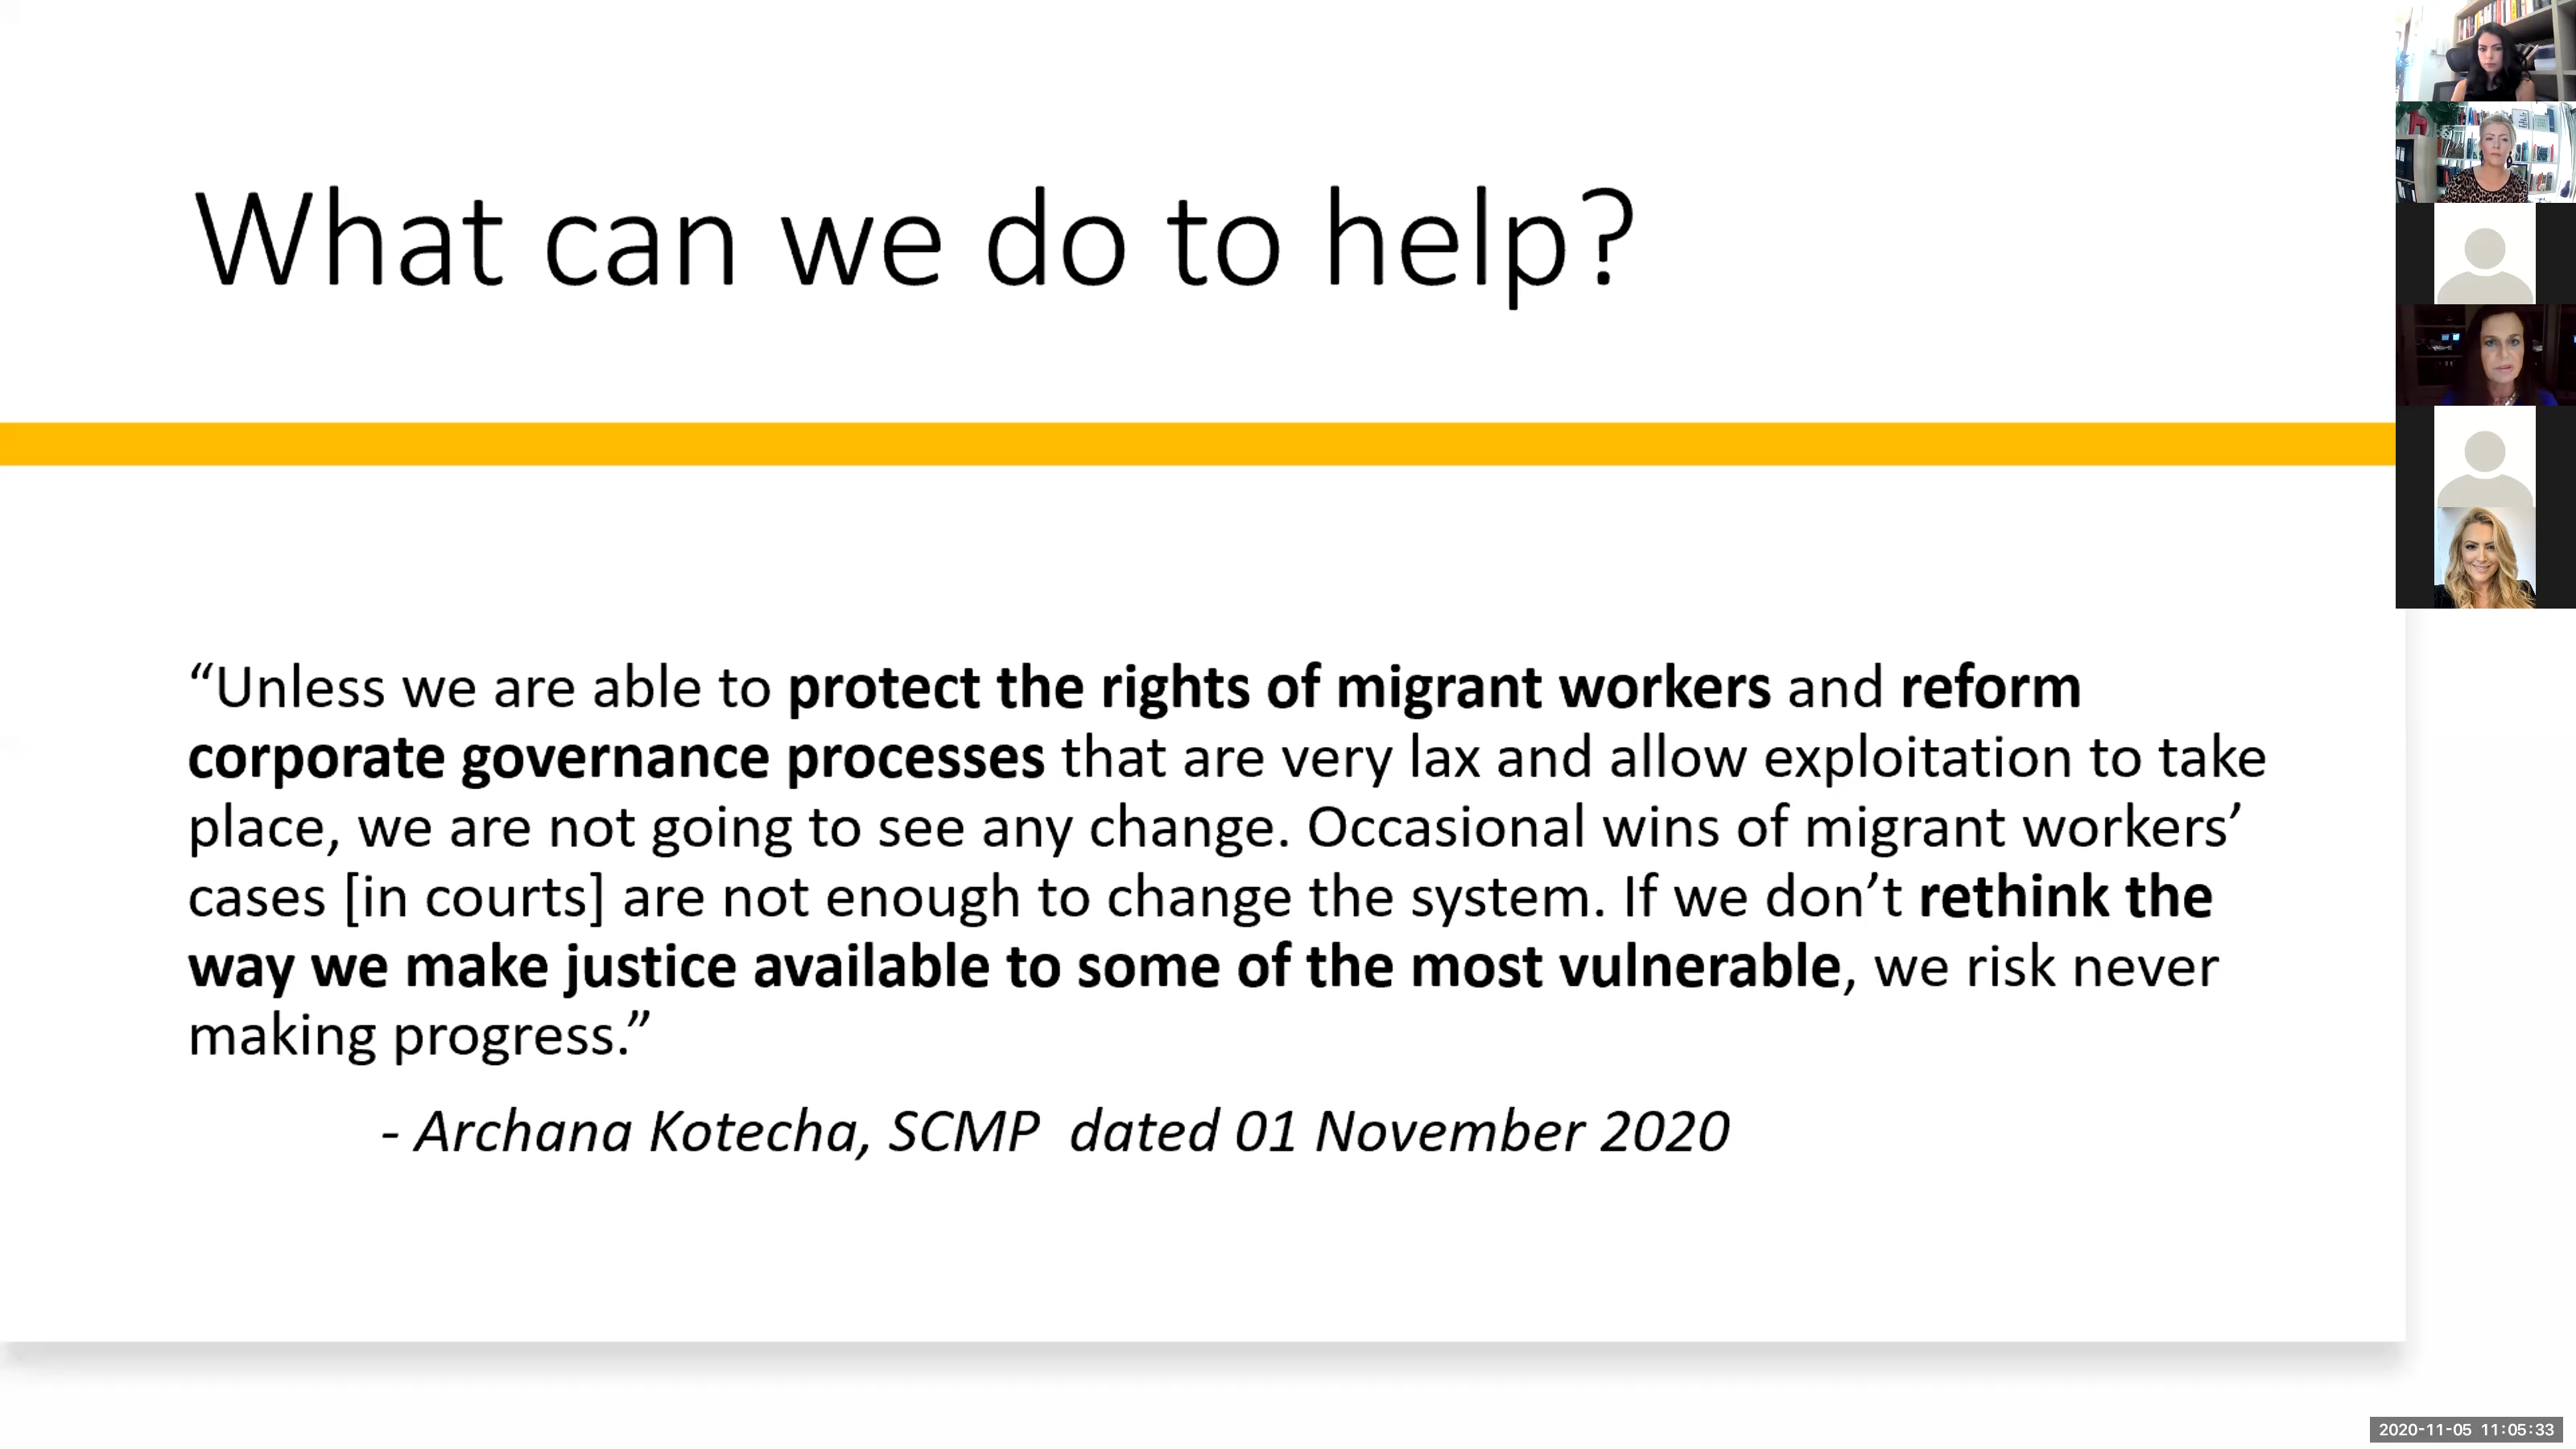 What can we do to help?
“Unless we are able to protect the rights of migrant workers and reform
corporate governance processes that are very lax and allow exploitation to take
place, we are not going to see any change. Occasional wins of migrant workers’
cases [in courts] are not enough to change the system. If we don’t rethink the
way we make justice available to some of the most vulnerable, we risk never
making progress.”
- Archana Kotecha, SCMP  dated 01 November 2020
2020-11-05 11:05:33